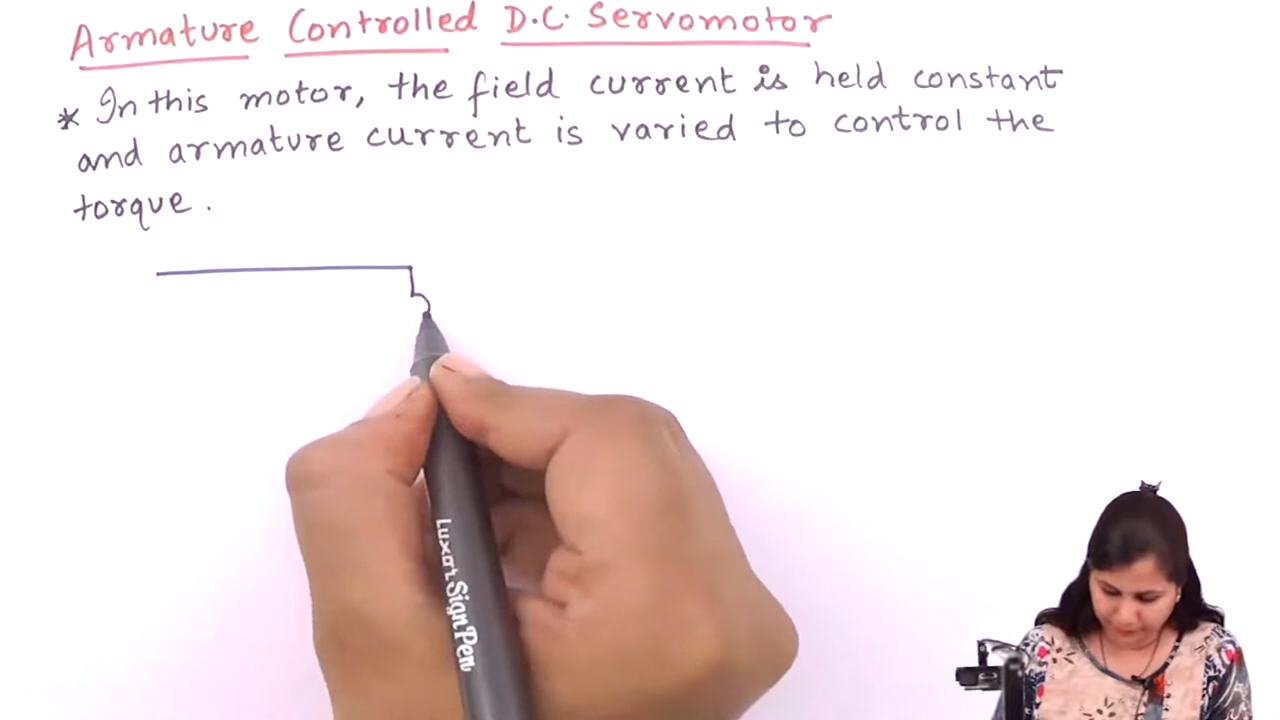 Armature Controlled D.C. Servomotor
* In this motor, the field current is held constant
and armature current is varied to control the
torque.
Luxor Sign Pen